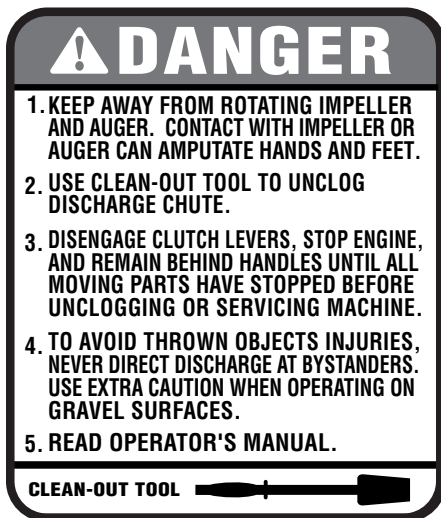 DANGER
1. KEEP AWAY FROM ROTATING IMPELLER
AND AUGER. CONTACT WITH IMPELLER OR
AUGER CAN AMPUTATE HANDS AND FEET.
2. USE CLEAN-OUT TOOL TO UNCLOG
DISCHARGE CHUTE.
3. DISENGAGE CLUTCH LEVERS, STOP ENGINE,
AND REMAIN BEHIND HANDLES UNTIL ALL
MOVING PARTS HAVE STOPPED BEFORE
UNCLOGGING OR SERVICING MACHINE.
4. TO AVOID THROWN OBJECTS INJURIES,
NEVER DIRECT DISCHARGE AT BYSTANDERS.
USE EXTRA CAUTION WHEN OPERATING ON
GRAVEL SURFACES.
5. READ OPERATOR'S MANUAL.
CLEAN-OUT TOOL